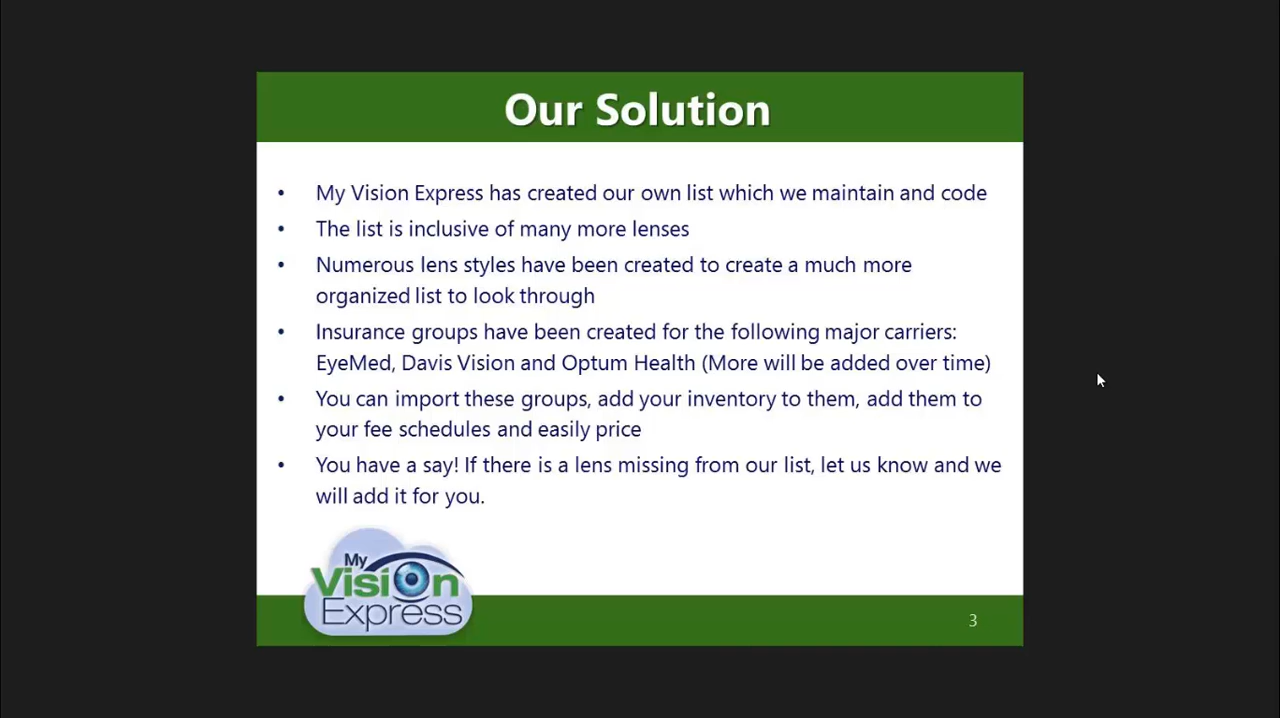 Our Solution
• My Vision Express has created our own list which we maintain and code
• The list is inclusive of many more lenses
• Numerous lens styles have been created to create a much more
organized list to look through
• Insurance groups have been created for the following major carriers:
EyeMed, Davis Vision and Optum Health (More will be added over time)
• You can import these groups, add your inventory to them, add them to
your fee schedules and easily price
• You have a say! If there is a lens missing from our list, let us know and we
will add it for you.
My
Vision
Express
3